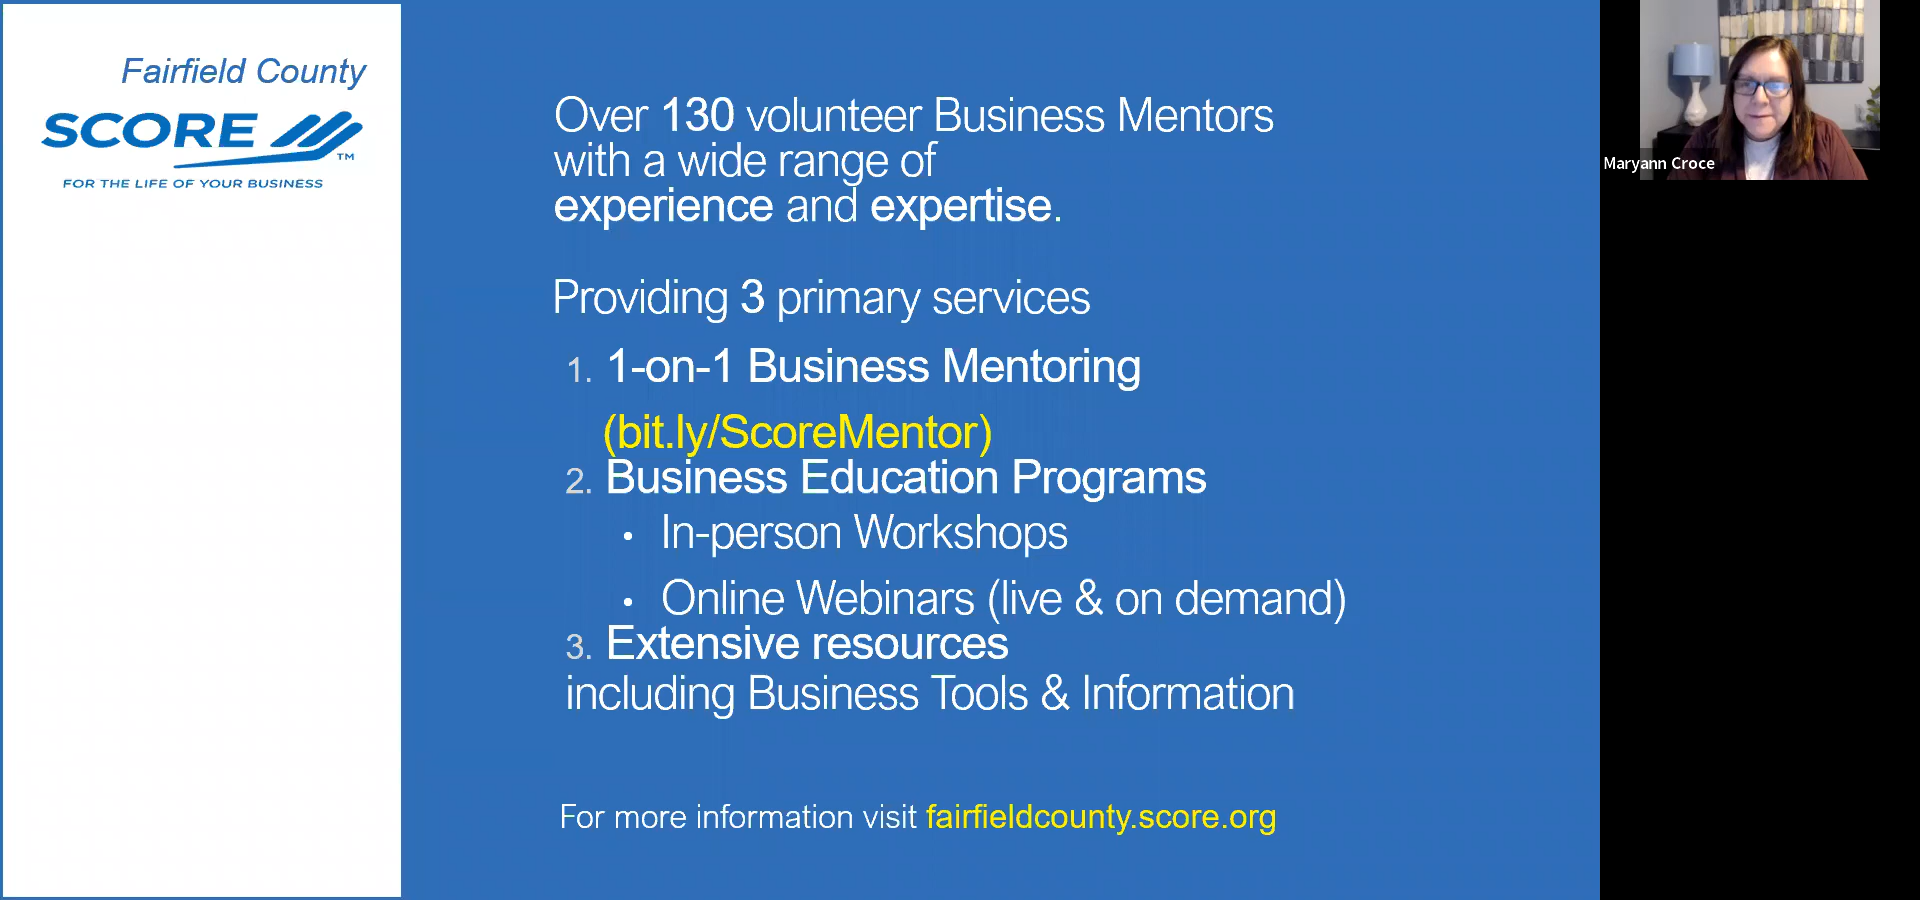 Fairfield County
SCORE
TM
FOR THE LIFE OF YOUR BUSINESS
Over 130 volunteer Business Mentors
with a wide range of
experience and expertise.
Providing 3 primary services
1. 1-on-1 Business Mentoring
(bit.ly/ScoreMentor)
2. Business Education Programs
• In-person Workshops
• Online Webinars (live & on demand)
3. Extensive resources
including Business Tools & Information
For more information visit fairfieldcounty.score.org
Maryann Croce